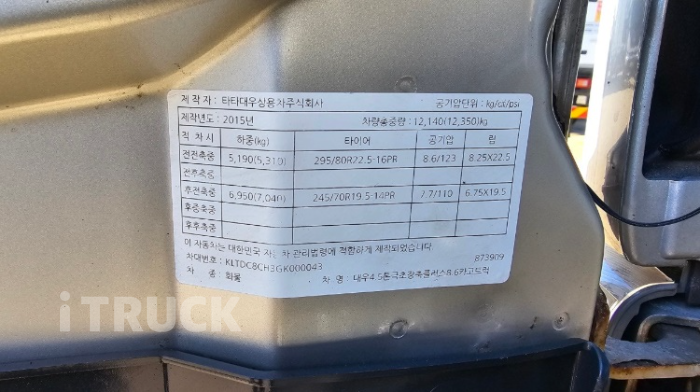 제작자 : 타타대우상용차주식회사 공기압단위 : kg/㎠/psi
제작년도 : 2015년 차량총중량 : 12,140(12,350)kg
적 차 시 하중(kg) 타이어 공기압 림
전전축중 5,190(5,310) 295/80R22.5-16PR 8.6/123 8.25X22.5
전후축중
후전축중 6,950(7,040) 245/70R19.5-14PR 7.7/110 6.75X19.5
후중축중
후후축중
이 자동차는 대한민국 자동차 관리법령에 적합하게 제작되었습니다.
차대번호 : KLTDC8CH3GK000043 873909
차 종 : 화물 차 명 : 대우4.5톤극초장축플러스8.6카고트럭
iTRUCK